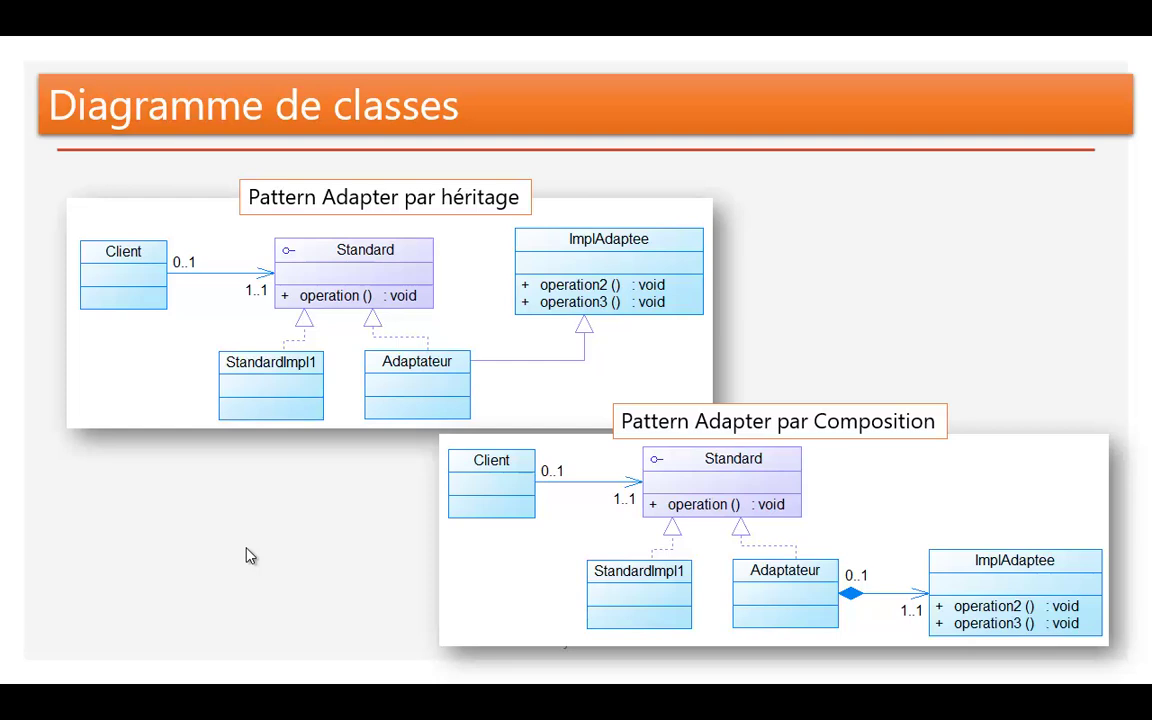 Diagramme de classes
Pattern Adapter par héritage
Client
0..1
1..1
Standard
+ operation () : void
ImplAdaptee
+ operation2 () : void
+ operation3 () : void
StandardImpl1
Adaptateur
Pattern Adapter par Composition
Client
0..1
1..1
Standard
+ operation () : void
StandardImpl1
Adaptateur
0..1
1..1
ImplAdaptee
+ operation2 () : void
+ operation3 () : void